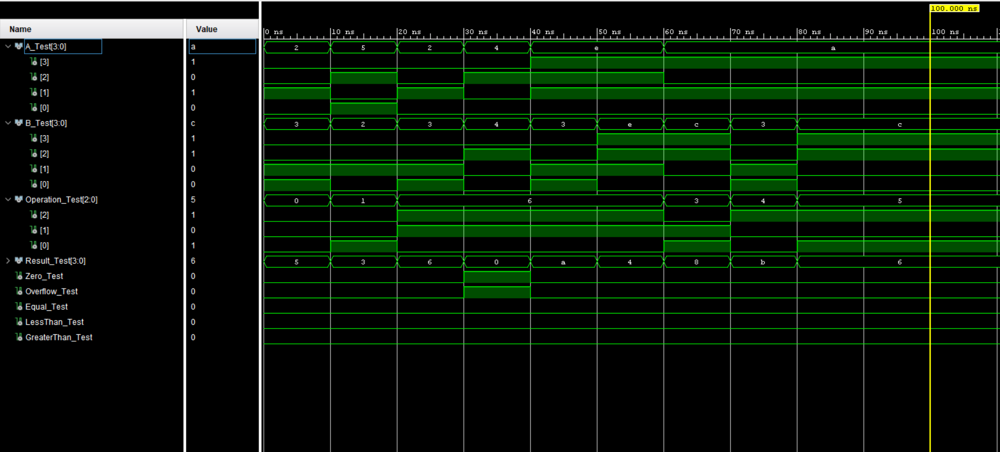 100.000 ns
Name Value
0 ns 10 ns 20 ns 30 ns 40 ns 50 ns 60 ns 70 ns 80 ns 90 ns 100 ns
A_Test[3:0] a 2 5 2 4 e a
[3] 1
[2] 0
[1] 1
[0] 0
B_Test[3:0] c 3 2 3 4 3 e c 3 c
[3] 1
[2] 1
[1] 0
[0] 0
Operation_Test[2:0] 5 0 1 6 3 4 5
[2] 1
[1] 0
[0] 1
Result_Test[3:0] 6 5 3 6 0 a 4 8 b 6
Zero_Test 0
Overflow_Test 0
Equal_Test 0
LessThan_Test 0
GreaterThan_Test 0